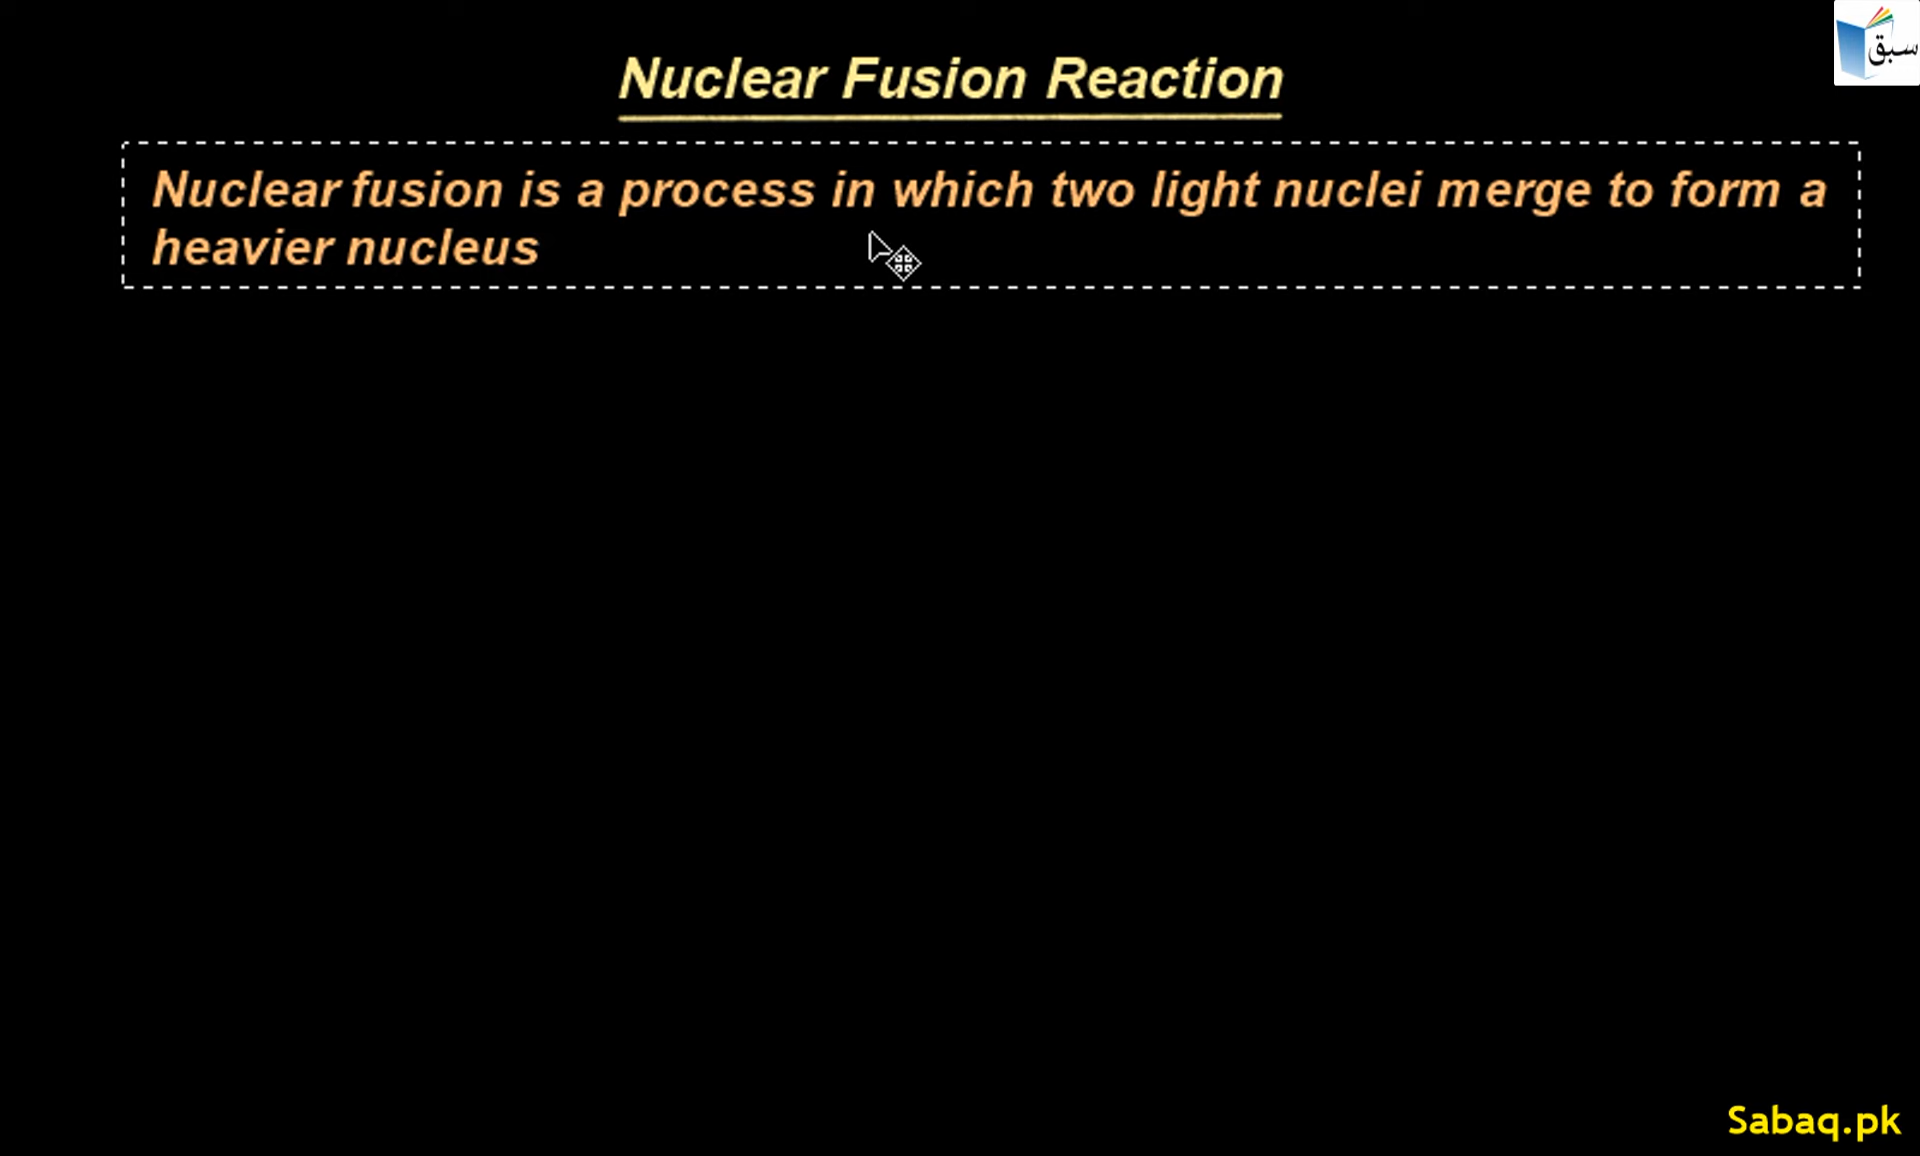 سبق
Nuclear Fusion Reaction
Nuclear fusion is a process in which two light nuclei merge to form a
heavier nucleus
Sabaq.pk